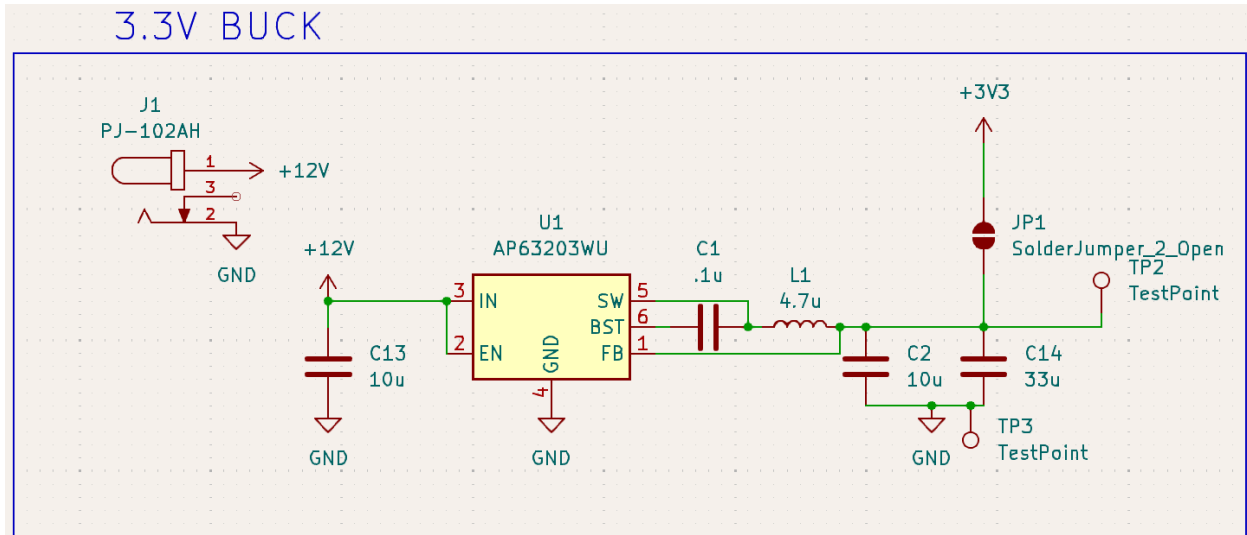 3.3V BUCK
J1
PJ-102AH
1
+12V
3
2
GND
+12V
C13
10u
GND
U1
AP63203WU
3
IN
SW
5
BST
6
2
EN
FB
1
GND
4
GND
C1
.1u
L1
4.7u
+3V3
JP1
SolderJumper_2_Open
TP2
TestPoint
C2
10u
C14
33u
GND
TP3
TestPoint